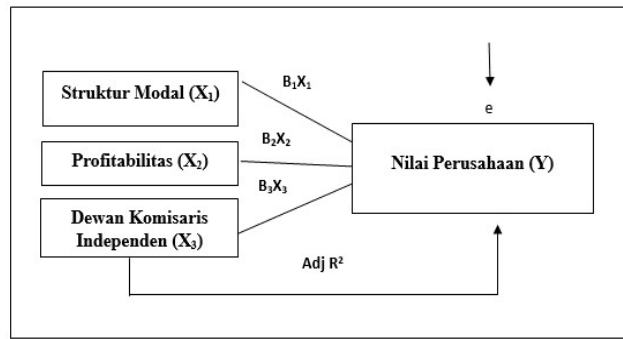 Struktur Modal (X₁)
B₁X₁
e
Profitabilitas (X₂)
B₂X₂
Nilai Perusahaan (Y)
B₃X₃
Dewan Komisaris
Independen (X₃)
Adj R²